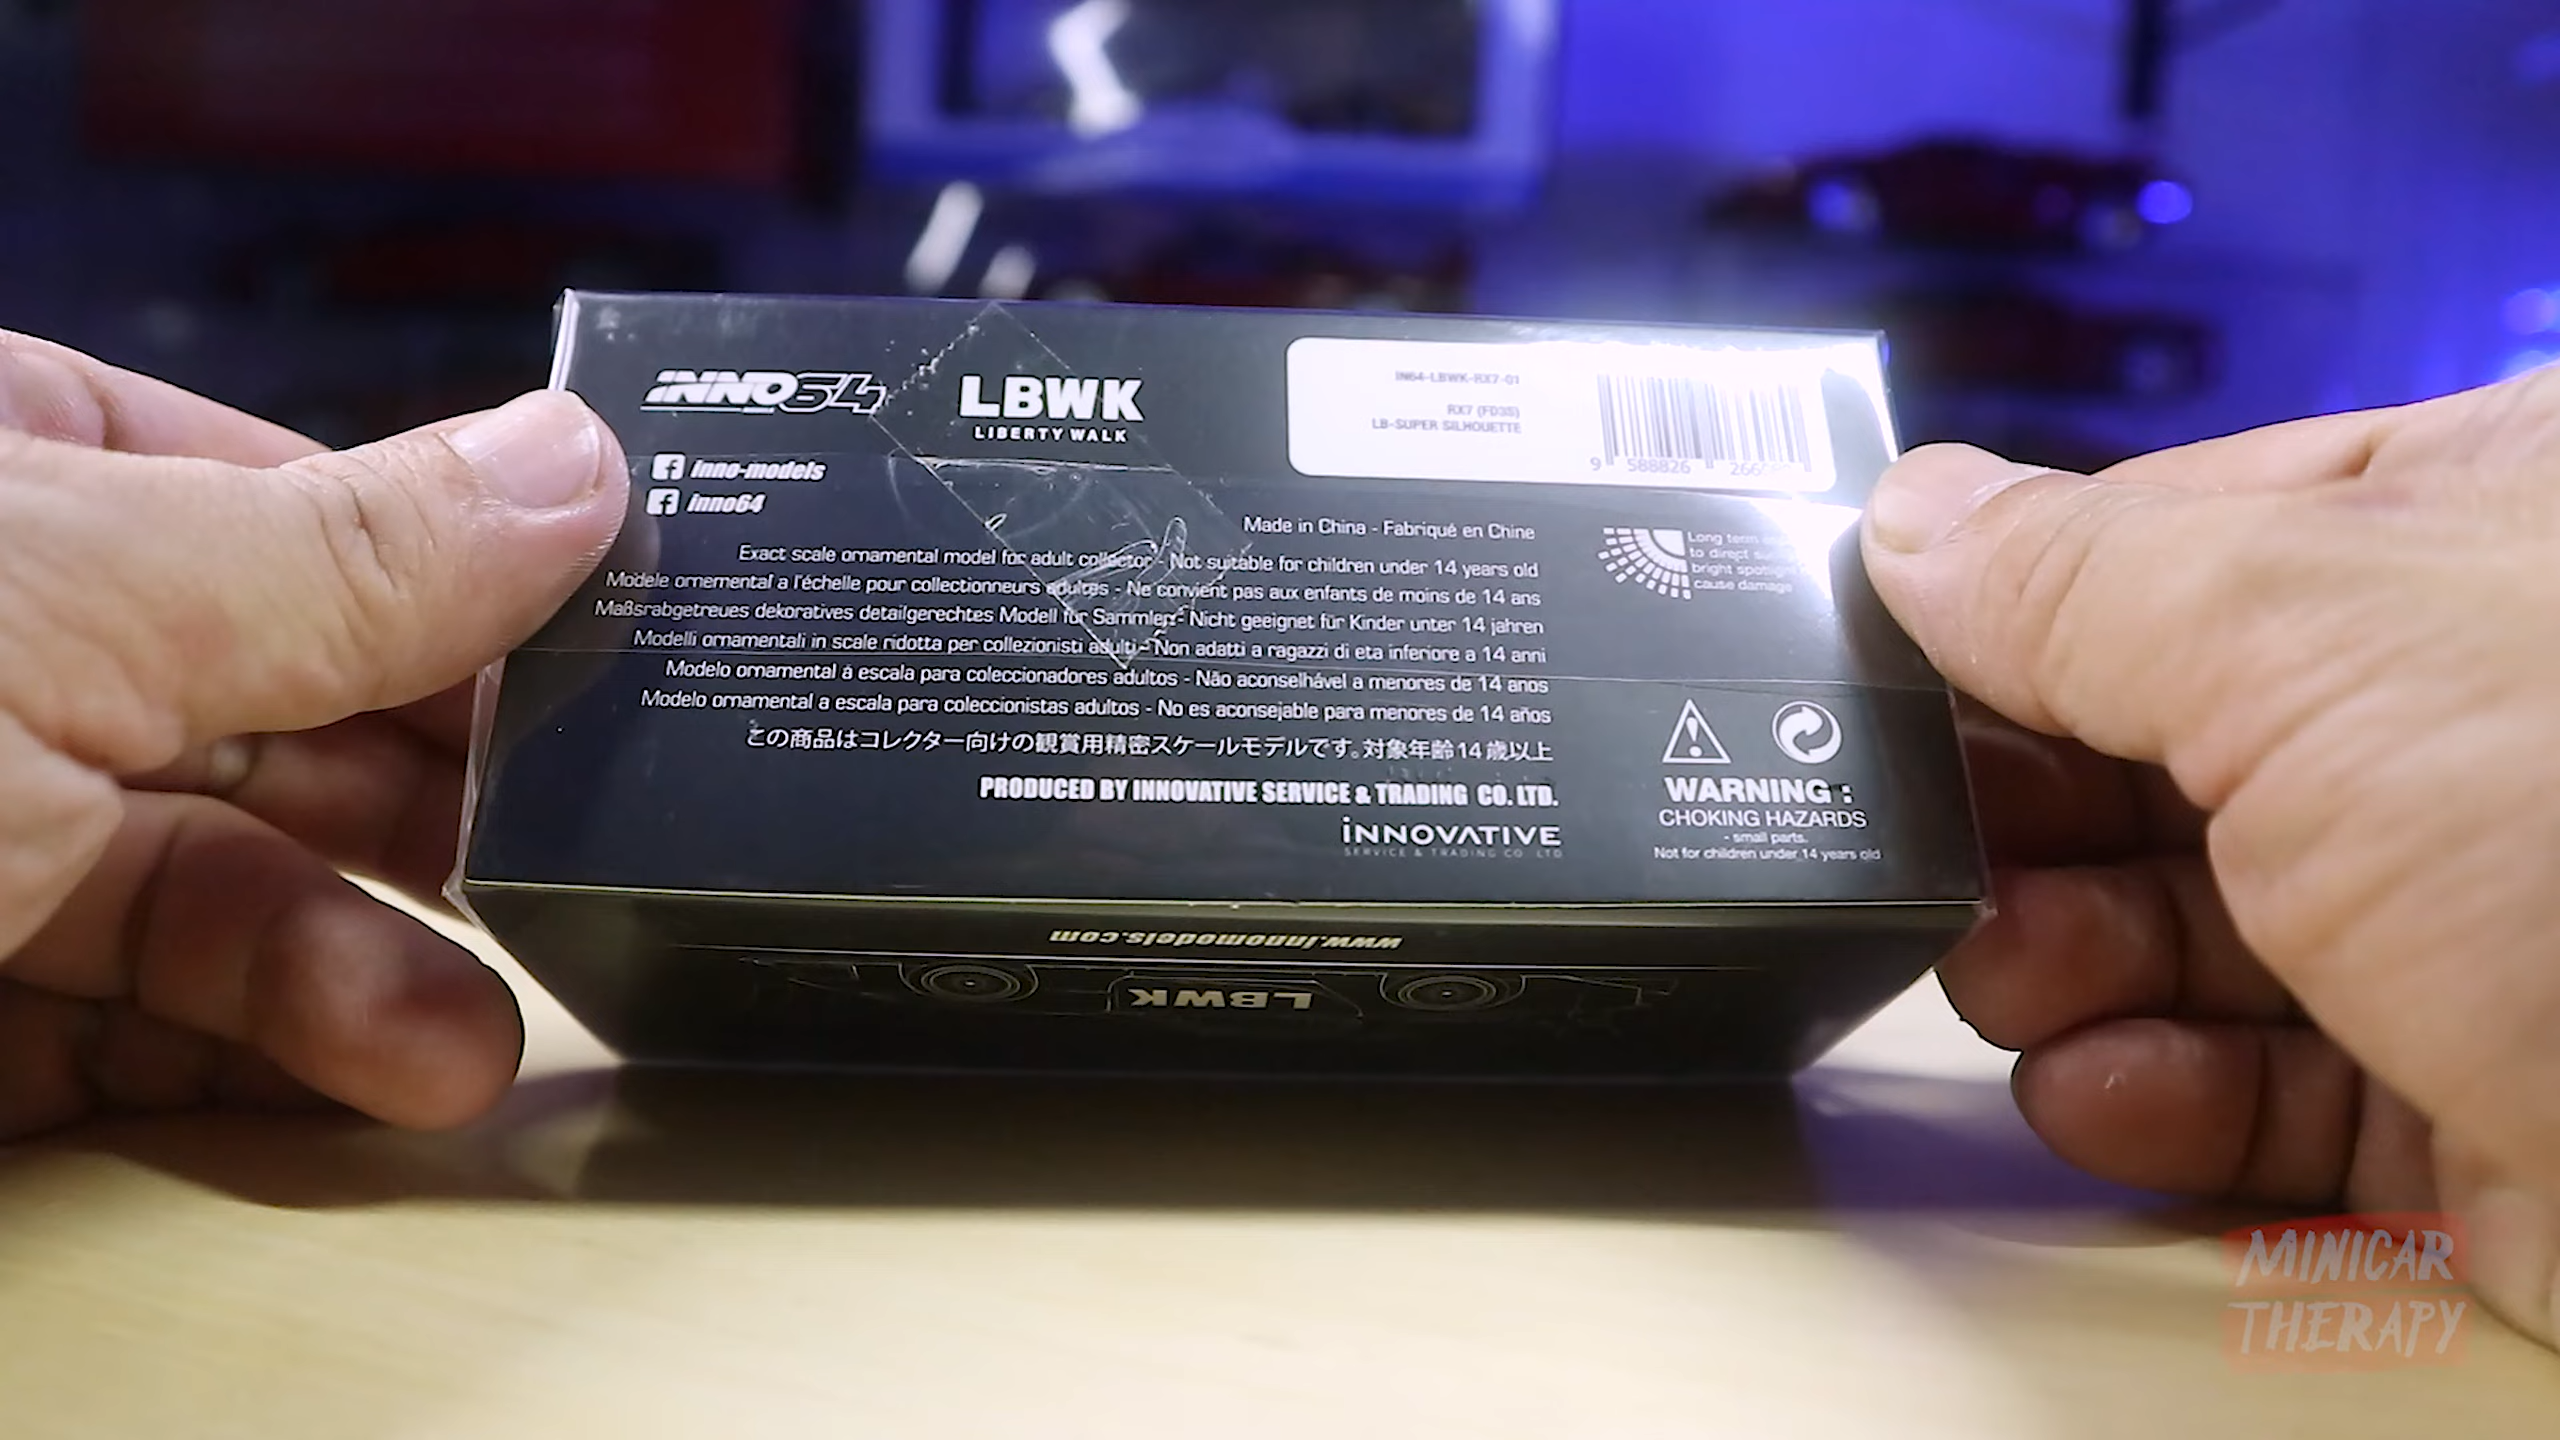 INNO64
LBWK
LIBERTY WALK
inno-models
inno64
IN64-LBWK-RX7-01
RX7 (FD3S)
LB-SUPER SILHOUETTE
9 588826
Made in China - Fabriqué en Chine
Exact scale ornamental model for adult collector - Not suitable for children under 14 years old
Modele ornemental a l'échelle pour collectionneurs adultes - Ne convient pas aux enfants de moins de 14 ans
Maßsrabgetreues dekoratives detailgerechtes Modell für Sammler - Nicht geeignet für Kinder unter 14 jahren
Modelli ornamentali in scale ridotta per collezionisti adulti - Non adatti a ragazzi di eta inferiore a 14 anni
Modelo ornamental á escala para coleccionadores adultos - Não aconselhável a menores de 14 anos
Modelo ornamental a escala para coleccionistas adultos - No es aconsejable para menores de 14 años
この商品はコレクター向けの観賞用精密スケールモデルです。対象年齢14歳以上
PRODUCED BY INNOVATIVE SERVICE & TRADING CO. LTD.
INNOVATIVE
SERVICE & TRADING CO. LTD
Long term
to direct
bright
cause damage
WARNING :
CHOKING HAZARDS
- small parts.
Not for children under 14 years old
www.innomodels.com
LBWK
MINICAR
THERAPY